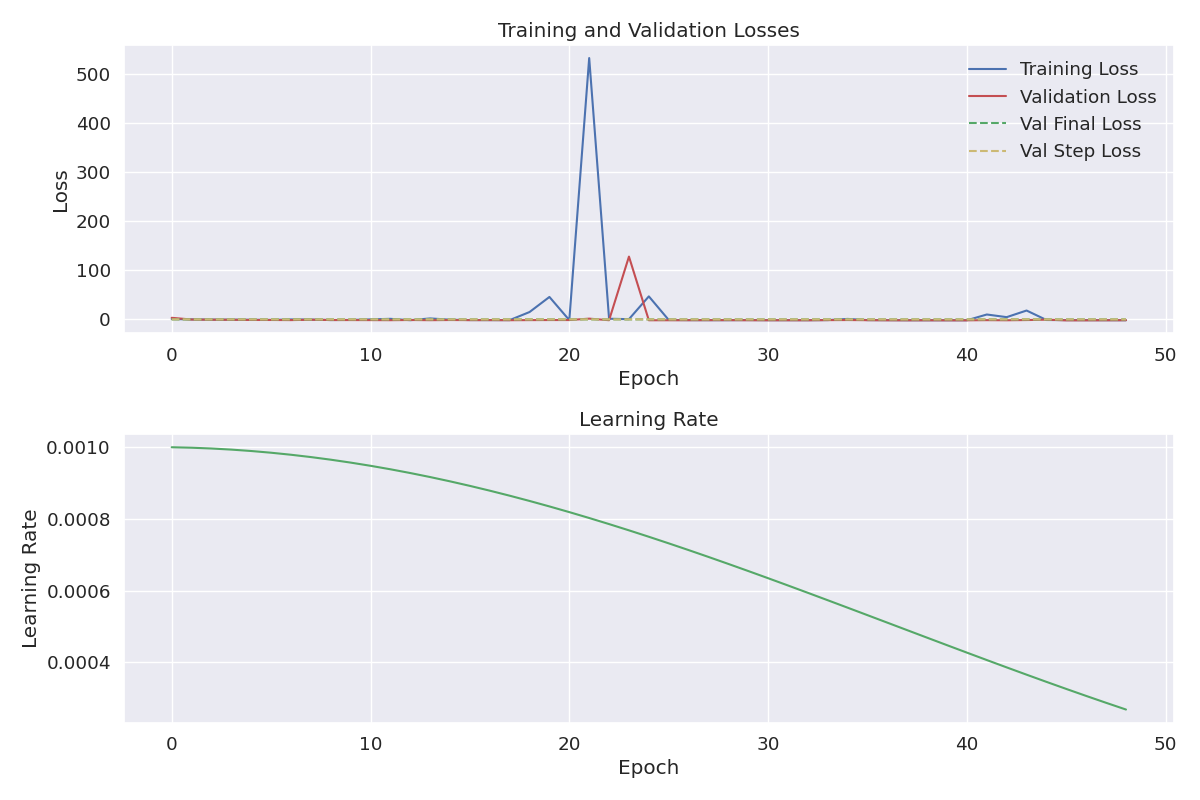 Training and Validation Losses
500
400
300
200
100
0
Loss
Training Loss
Validation Loss
Val Final Loss
Val Step Loss
0 10 20 30 40 50
Epoch
Learning Rate
0.0010
0.0008
0.0006
0.0004
Learning Rate
0 10 20 30 40 50
Epoch